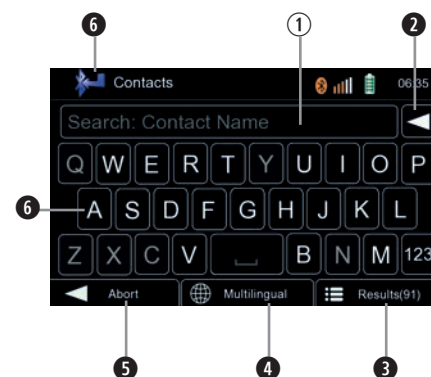 6 1 2
Contacts 06:35
Search: Contact Name
Q W E R T Y U I O P
6 A S D F G H J K L
Z X C V B N M 123
Abort Multilingual Results(91)
5 4 3